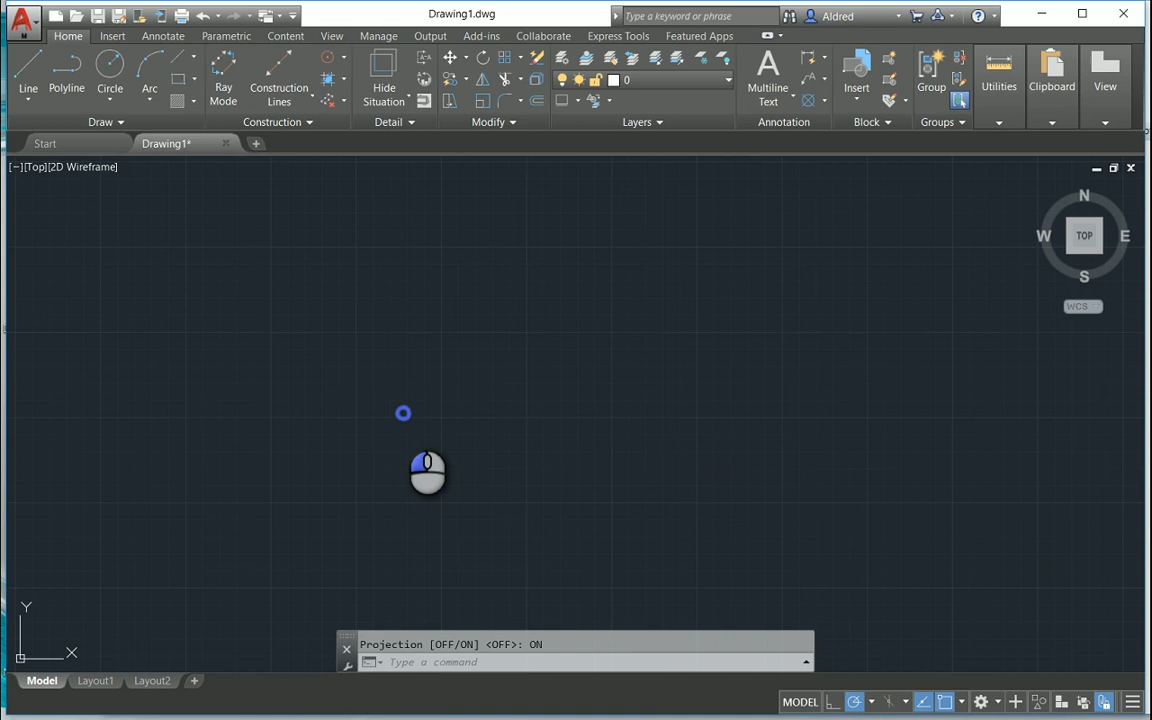 Drawing1.dwg
Type a keyword or phrase
Aldred
Home Insert Annotate Parametric Content View Manage Output Add-ins Collaborate Express Tools Featured Apps
Line Polyline Circle Arc Ray Mode Construction Lines Hide Situation 0 Multiline Text Insert Group Utilities Clipboard View
Draw Construction Detail Modify Layers Annotation Block Groups
Start Drawing1*
[−][Top][2D Wireframe]
N
W TOP E
S
WCS
Y
X
Projection [OFF/ON] <OFF>: ON
Type a command
Model Layout1 Layout2
MODEL